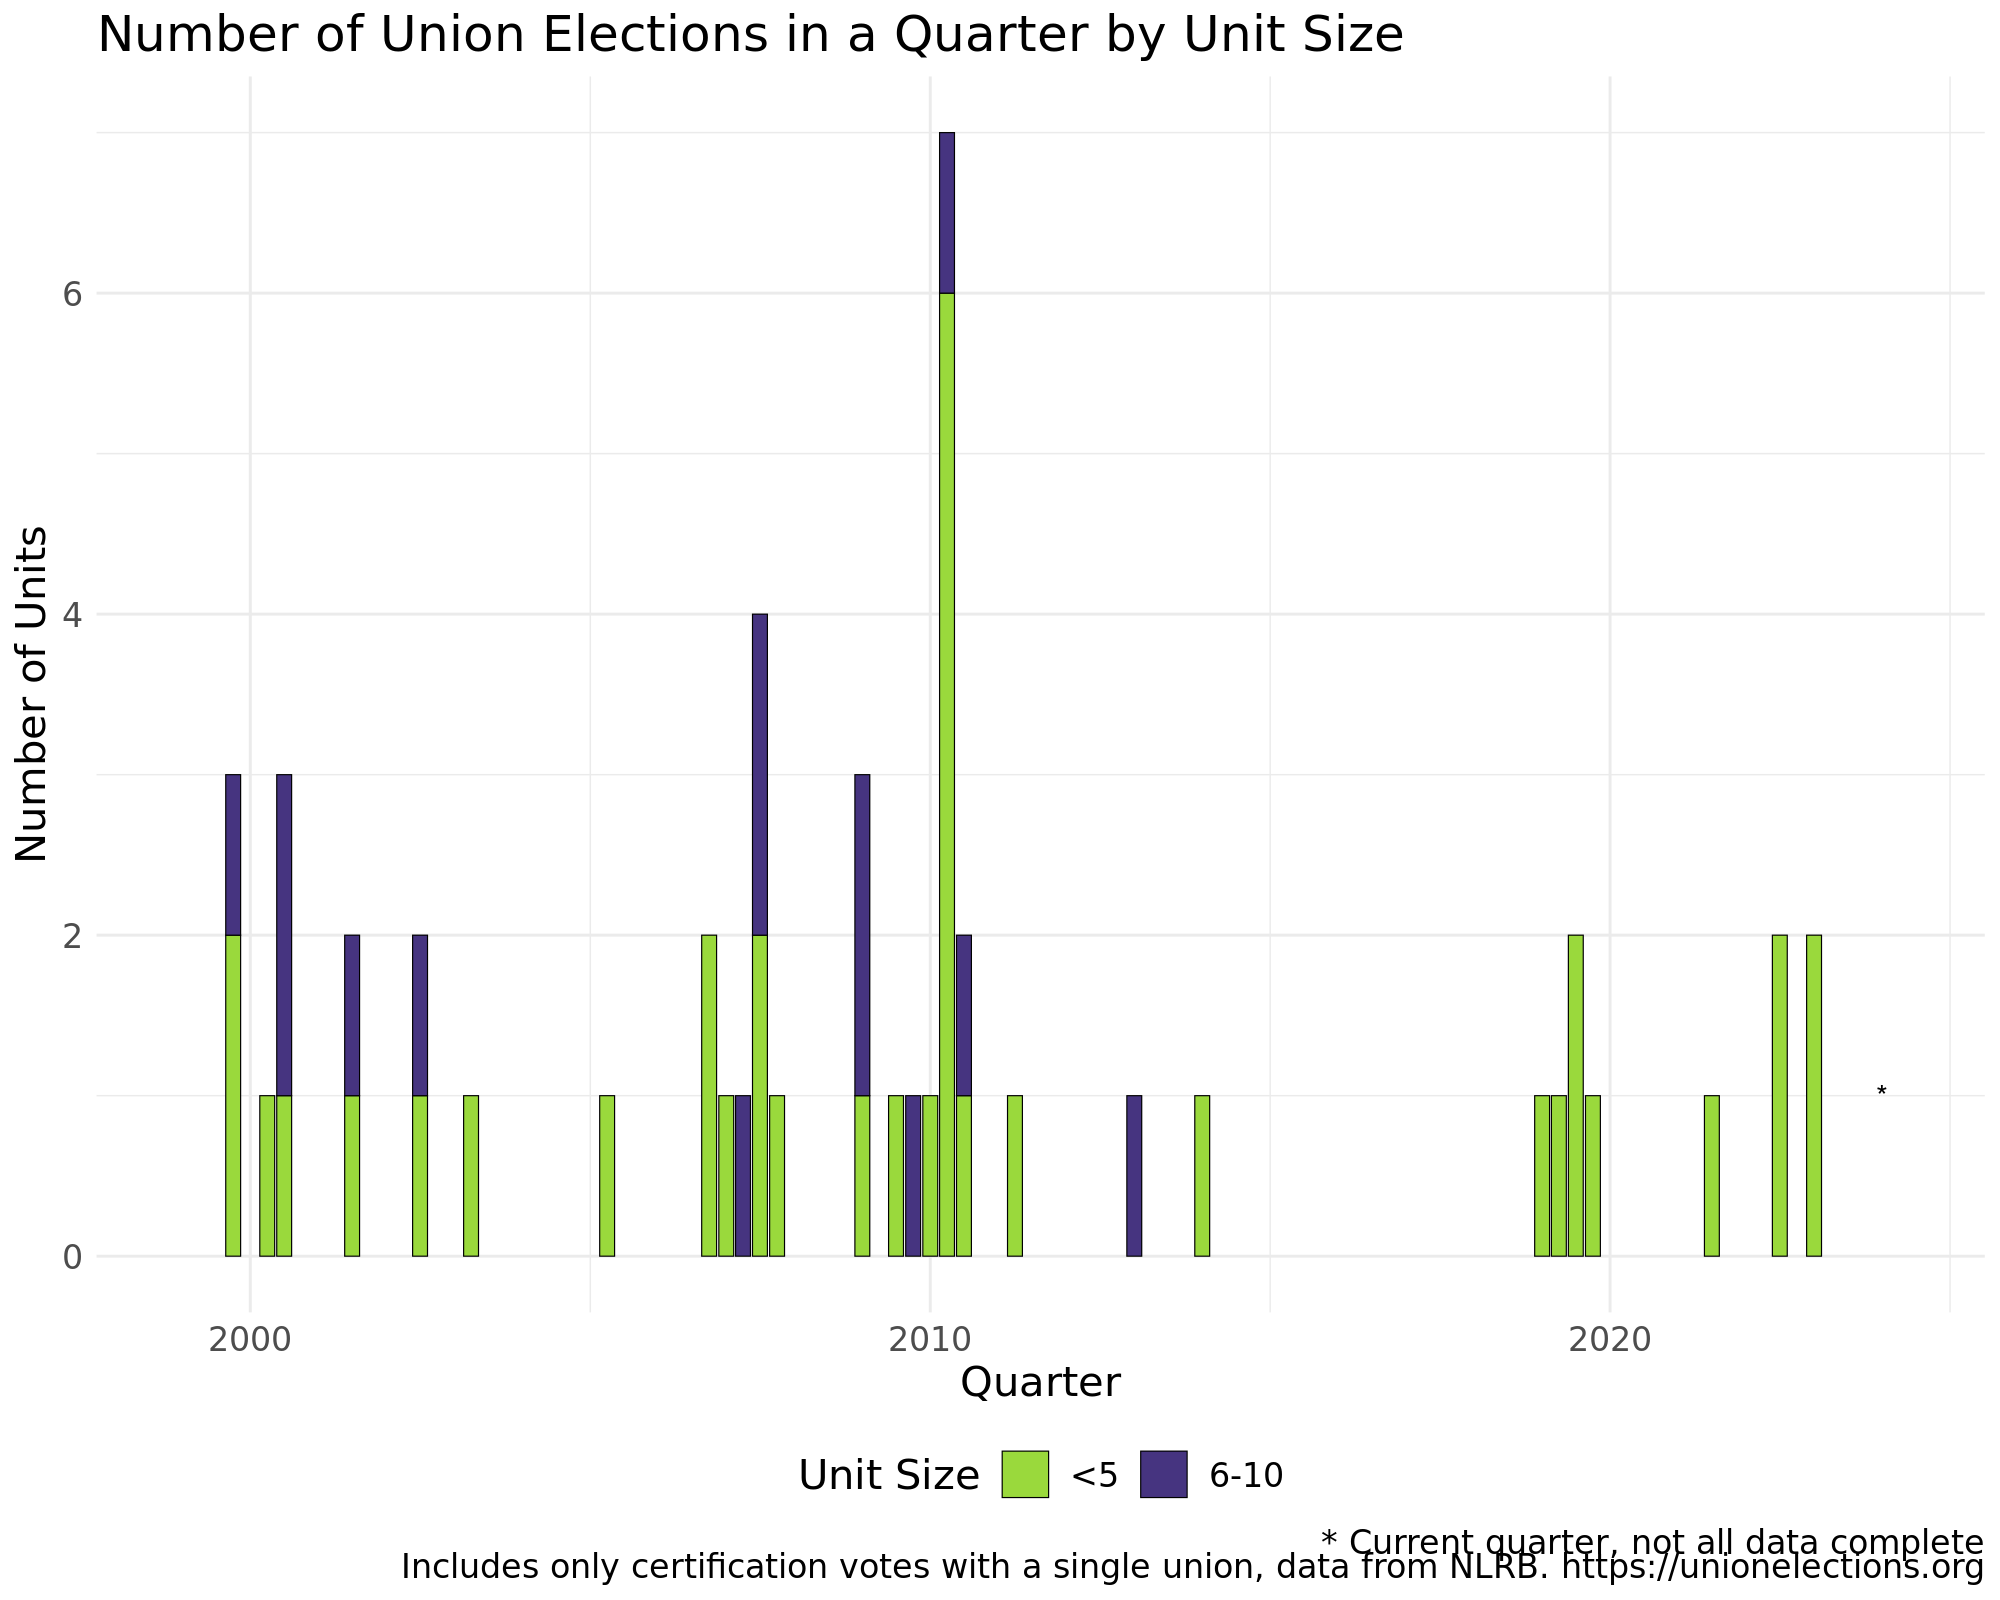 Number of Union Elections in a Quarter by Unit Size
Number of Units
6
4
2
0
*
2000 2010 2020
Quarter
Unit Size <5 6-10
* Current quarter, not all data complete
Includes only certification votes with a single union, data from NLRB. https://unionelections.org